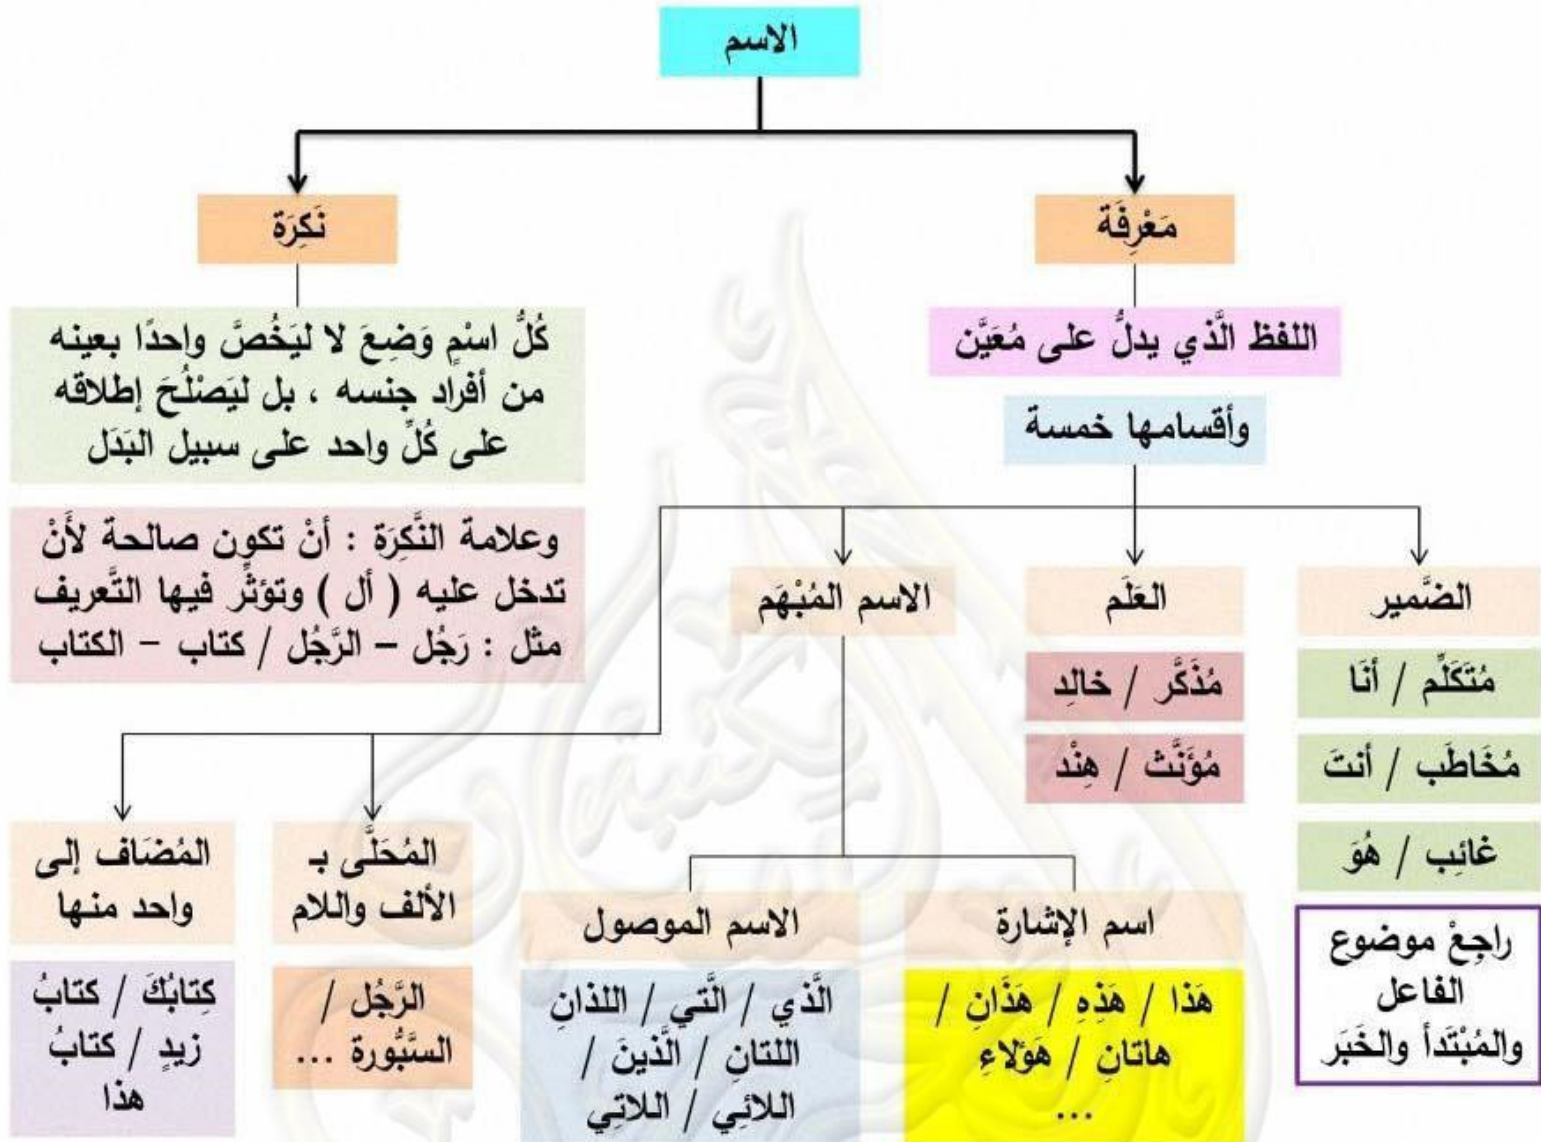 الاسم
مَعْرِفَة
نَكِرَة
اللفظ الَّذي يدلُّ على مُعَيَّن
وأقسامها خمسة
كُلُّ اسْمٍ وَضِعَ لا ليَخُصَّ واحدًا بعينه
من أفراد جنسه ، بل ليَصْلُحَ إطلاقه
على كُلِّ واحد على سبيل البَدَل
وعلامة النَّكِرَة : أنْ تكون صالحة لأَنْ
تدخل عليه ( أل ) وتؤثِّر فيها التَّعريف
مثل : رَجُل – الرَّجُل / كتاب – الكتاب
الضَّمير
مُتَكَلِّم / أنَا
مُخَاطَب / أنتَ
غائِب / هُوَ
راجِعْ موضوع
الفاعل
والمُبْتَدأ والخَبَر
العَلَم
مُذَكَّر / خالِد
مُؤَنَّث / هِنْد
الاسم المُبْهَم
اسم الإشارة
هَذا / هَذِهِ / هَذَانِ /
هاتانِ / هَؤلاءِ
...
الاسم الموصول
الَّذي / الَّتي / اللذانِ
اللتانِ / الَّذينَ /
اللائِي / اللاتِي
المُحَلَّى بـ
الألف واللام
الرَّجُل /
السَّبُّورة ...
المُضَاف إلى
واحد منها
كِتابُكَ / كتابُ
زيدٍ / كتابُ
هذا